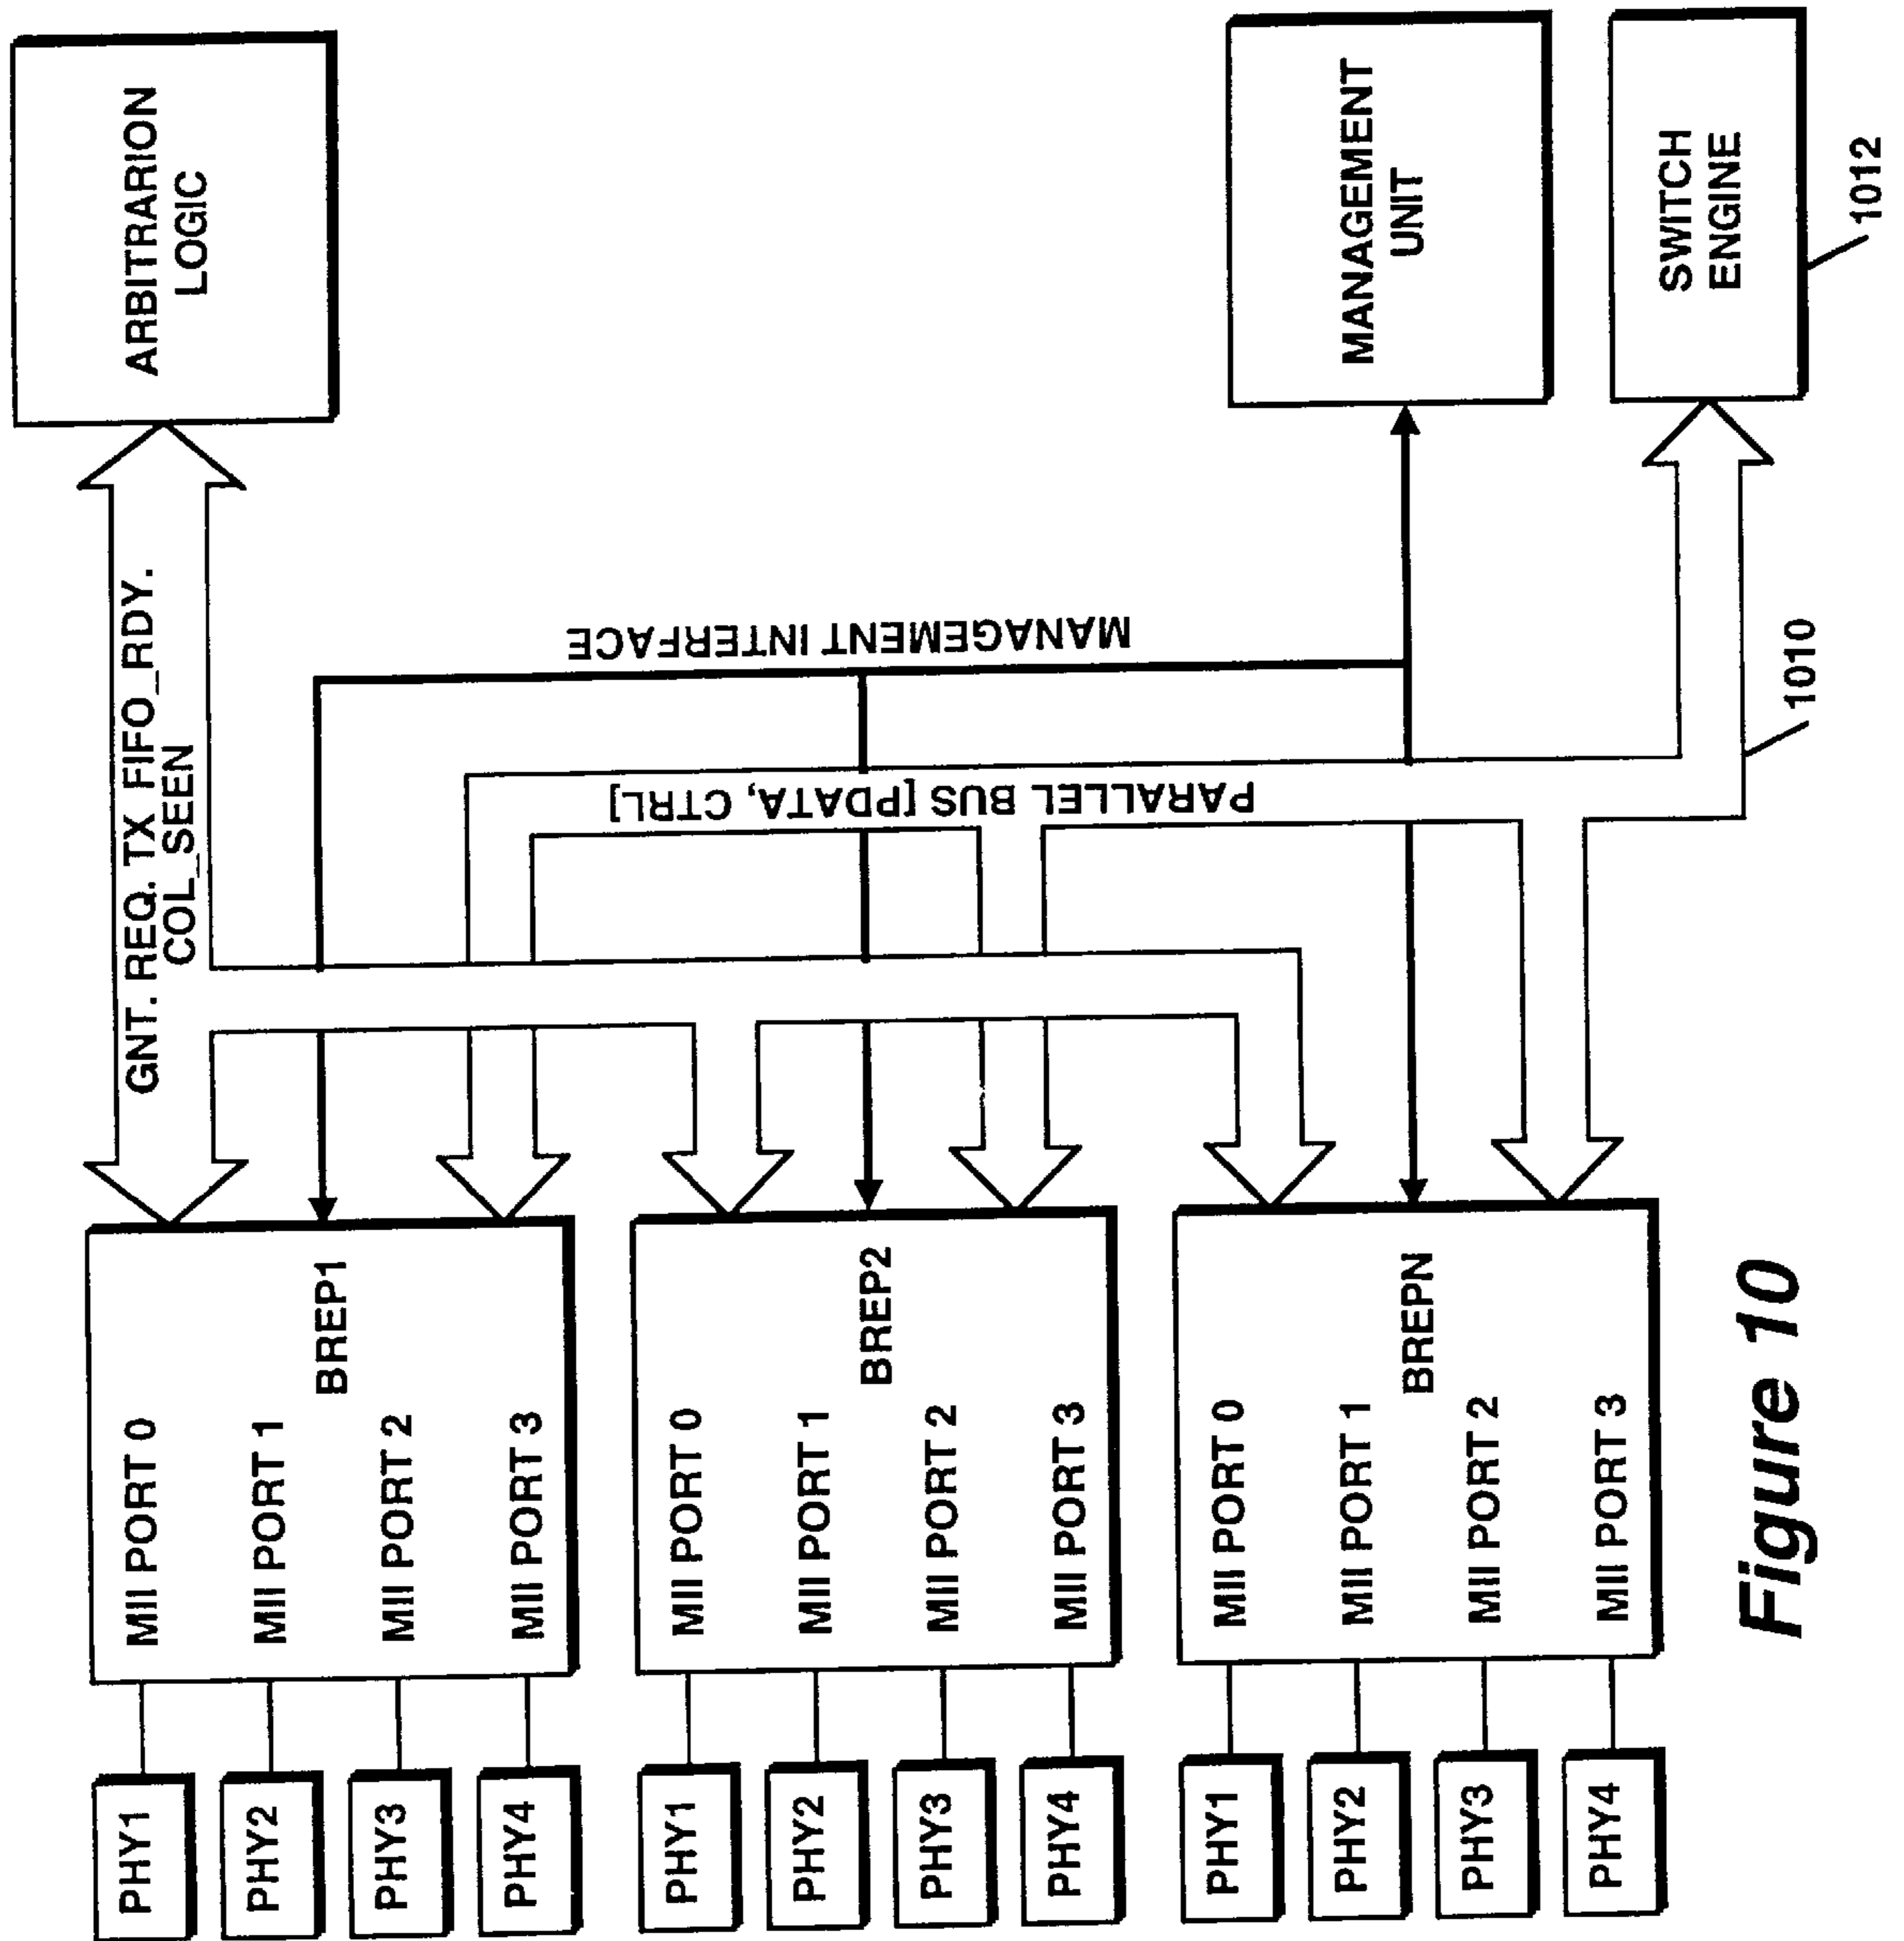 ARBITRARION
LOGIC
GNT. REQ. TX FIFO_RDY.
COL_SEEN
MANAGEMENT INTERFACE
PARALLEL BUS [PDATA, CTRL]
MANAGEMENT
UNIT
SWITCH
ENGINE
1012
1010
BREP1
MII PORT 0
MII PORT 1
MII PORT 2
MII PORT 3
BREP2
MII PORT 0
MII PORT 1
MII PORT 2
MII PORT 3
BREPN
MII PORT 0
MII PORT 1
MII PORT 2
MII PORT 3
PHY1
PHY2
PHY3
PHY4
PHY1
PHY2
PHY3
PHY4
PHY1
PHY2
PHY3
PHY4
Figure 10